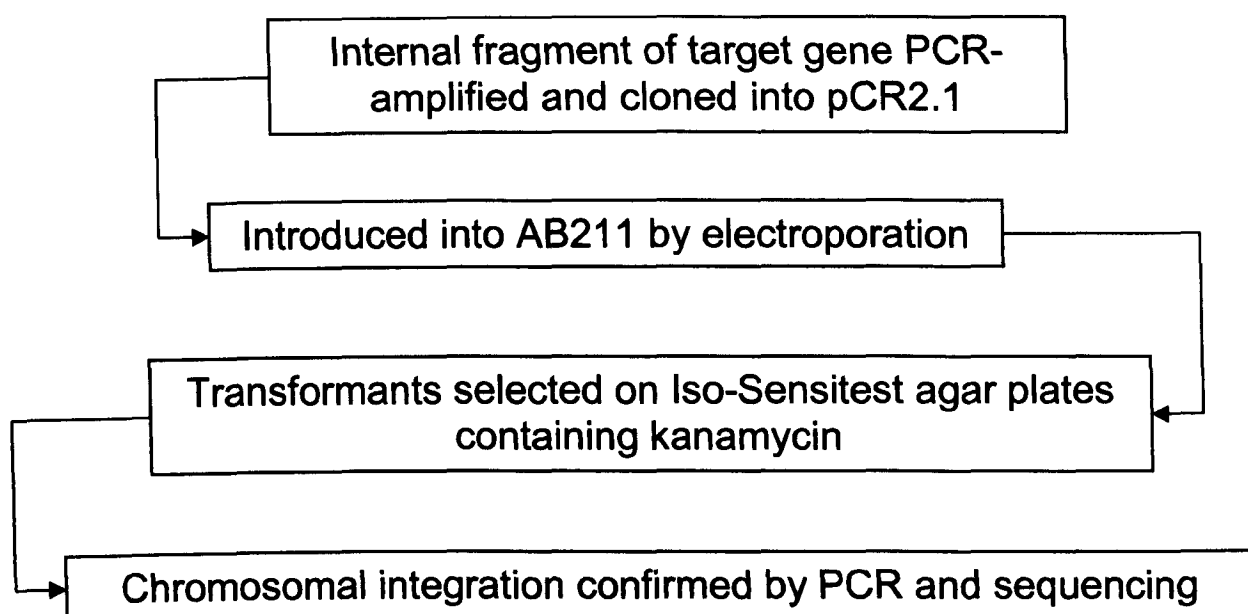 Internal fragment of target gene PCR-
amplified and cloned into pCR2.1
Introduced into AB211 by electroporation
Transformants selected on Iso-Sensitest agar plates
containing kanamycin
Chromosomal integration confirmed by PCR and sequencing